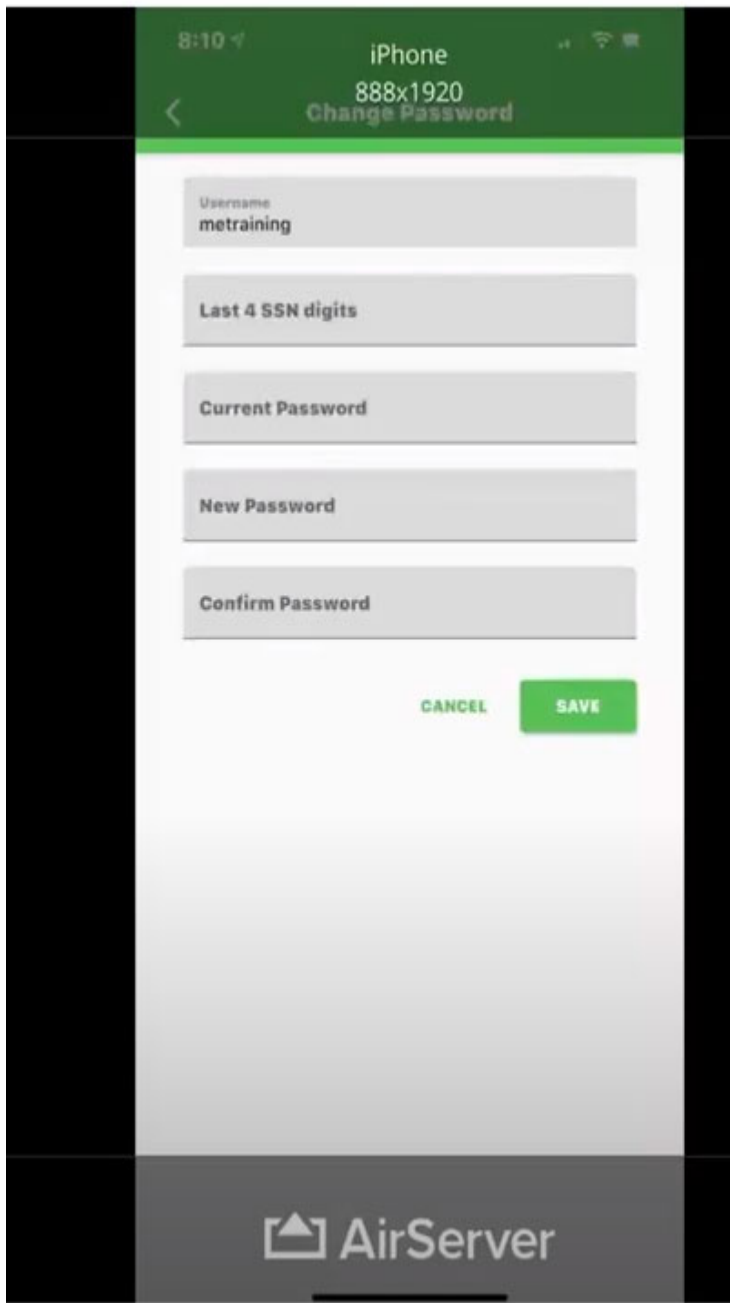 8:10
iPhone
888x1920
Change Password
Username
metraining
Last 4 SSN digits
Current Password
New Password
Confirm Password
CANCEL
SAVE
AirServer